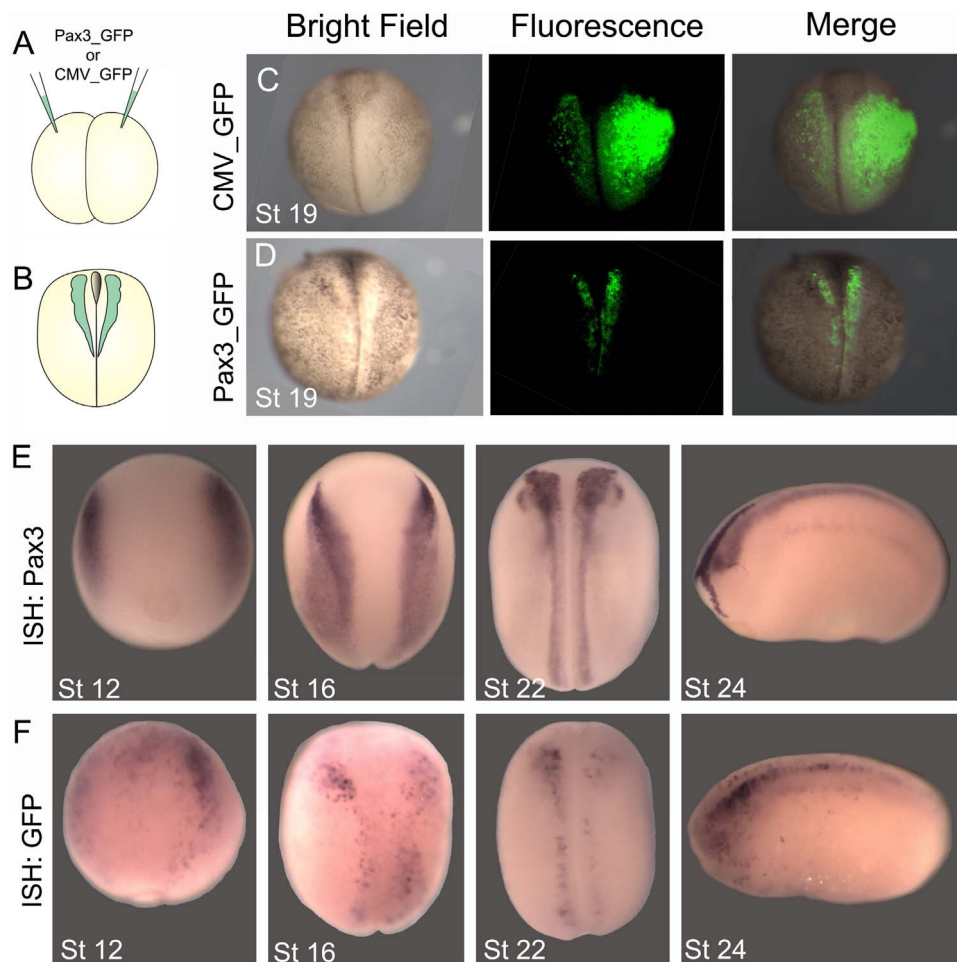 A
Pax3_GFP
or
CMV_GFP
B
Bright Field
Fluorescence
Merge
CMV_GFP
C
St 19
Pax3_GFP
D
St 19
E
ISH: Pax3
St 12
St 16
St 22
St 24
F
ISH: GFP
St 12
St 16
St 22
St 24